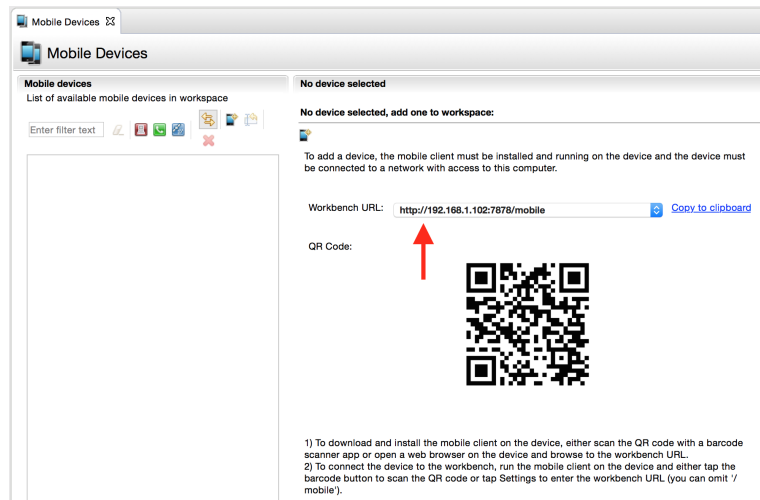 Mobile Devices
Mobile Devices
Mobile devices
List of available mobile devices in workspace
Enter filter text
No device selected
No device selected, add one to workspace:
To add a device, the mobile client must be installed and running on the device and the device must
be connected to a network with access to this computer.
Workbench URL:
http://192.168.1.102:7878/mobile
Copy to clipboard
QR Code:
1) To download and install the mobile client on the device, either scan the QR code with a barcode
scanner app or open a web browser on the device and browse to the workbench URL.
2) To connect the device to the workbench, run the mobile client on the device and either tap the
barcode button to scan the QR code or tap Settings to enter the workbench URL (you can omit '/
mobile').